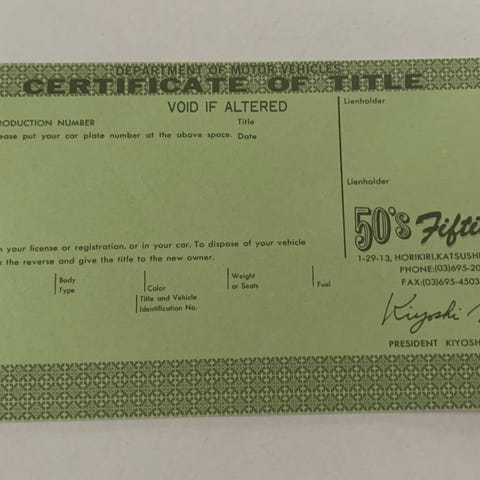 DEPARTMENT OF MOTOR VEHICLES
CERTIFICATE OF TITLE
VOID IF ALTERED
Lienholder
RODUCTION NUMBER
Title
ease put your car plate number at the above space.
Date
Lienholder
50's Fifti
1-29-13, HORIKIRI,KATSUSHI
PHONE:(03)695-20
FAX:(03)695-4503
n your license or registration, or in your car. To dispose of your vehicle
n the reverse and give the title to the new owner.
Body
Type
Color
Weight
or Seats
Fuel
Title and Vehicle
Identification No.
Kiyoshi
PRESIDENT KIYOSH